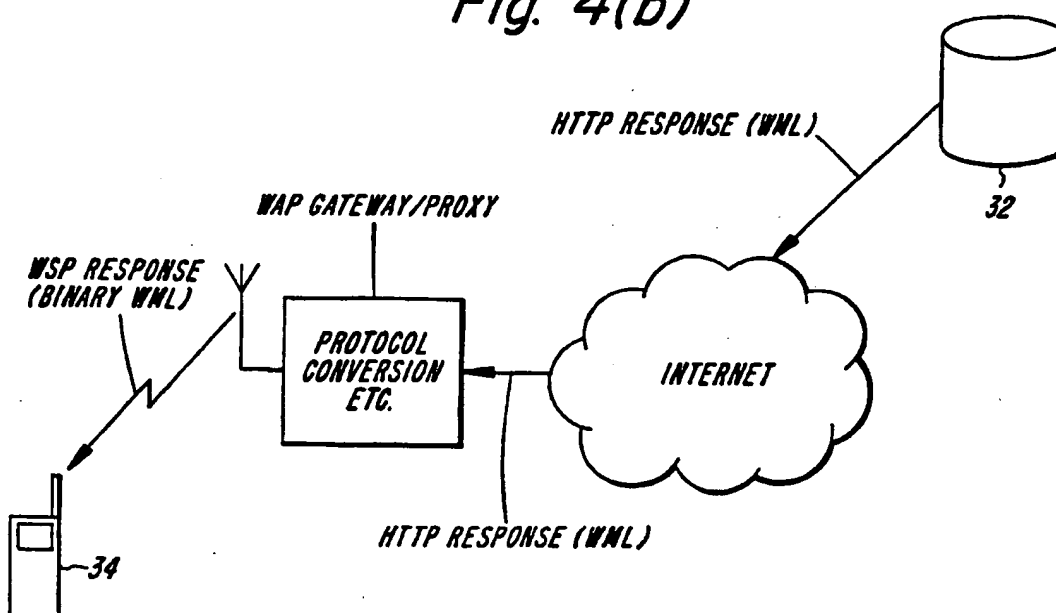 Fig. 4(b)
HTTP RESPONSE (WML)
32
WAP GATEWAY/PROXY
WSP RESPONSE
(BINARY WML)
PROTOCOL
CONVERSION
ETC.
INTERNET
HTTP RESPONSE (WML)
34